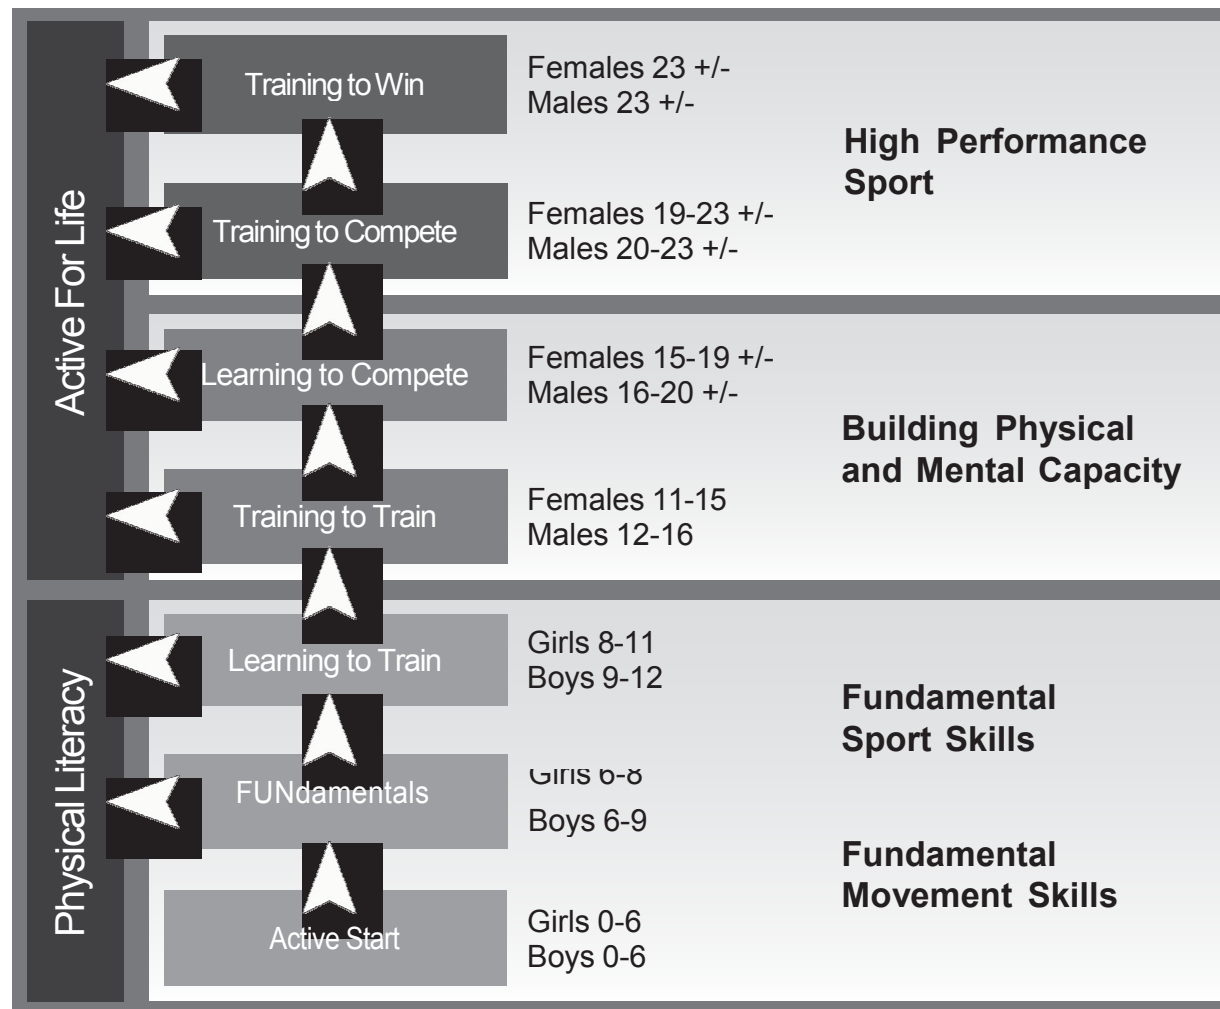 Active For Life
Training to Win
Females 23 +/-
Males 23 +/-
High Performance
Sport
Training to Compete
Females 19-23 +/-
Males 20-23 +/-
Learning to Compete
Females 15-19 +/-
Males 16-20 +/-
Building Physical
and Mental Capacity
Training to Train
Females 11-15
Males 12-16
Physical Literacy
Learning to Train
Girls 8-11
Boys 9-12
Fundamental
Sport Skills
FUNdamentals
Girls 6-8
Boys 6-9
Fundamental
Movement Skills
Active Start
Girls 0-6
Boys 0-6